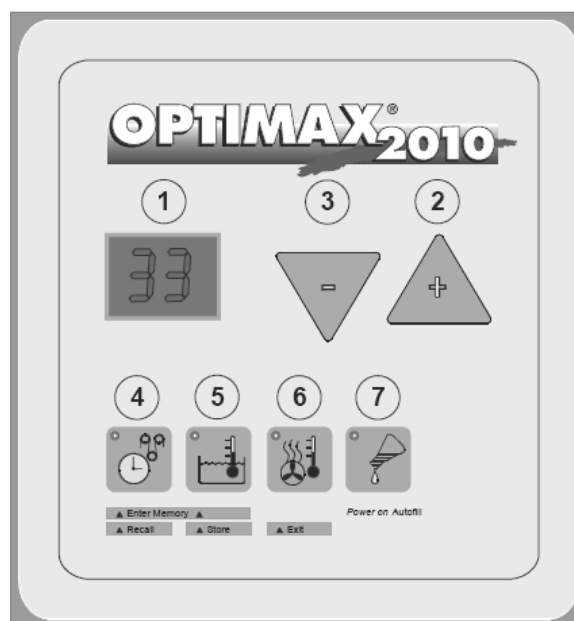 OPTIMAX® 2010
1 3 2
33 - +
4 5 6 7
▲ Enter Memory ▲ Power on Autofill
▲ Recall ▲ Store ▲ Exit